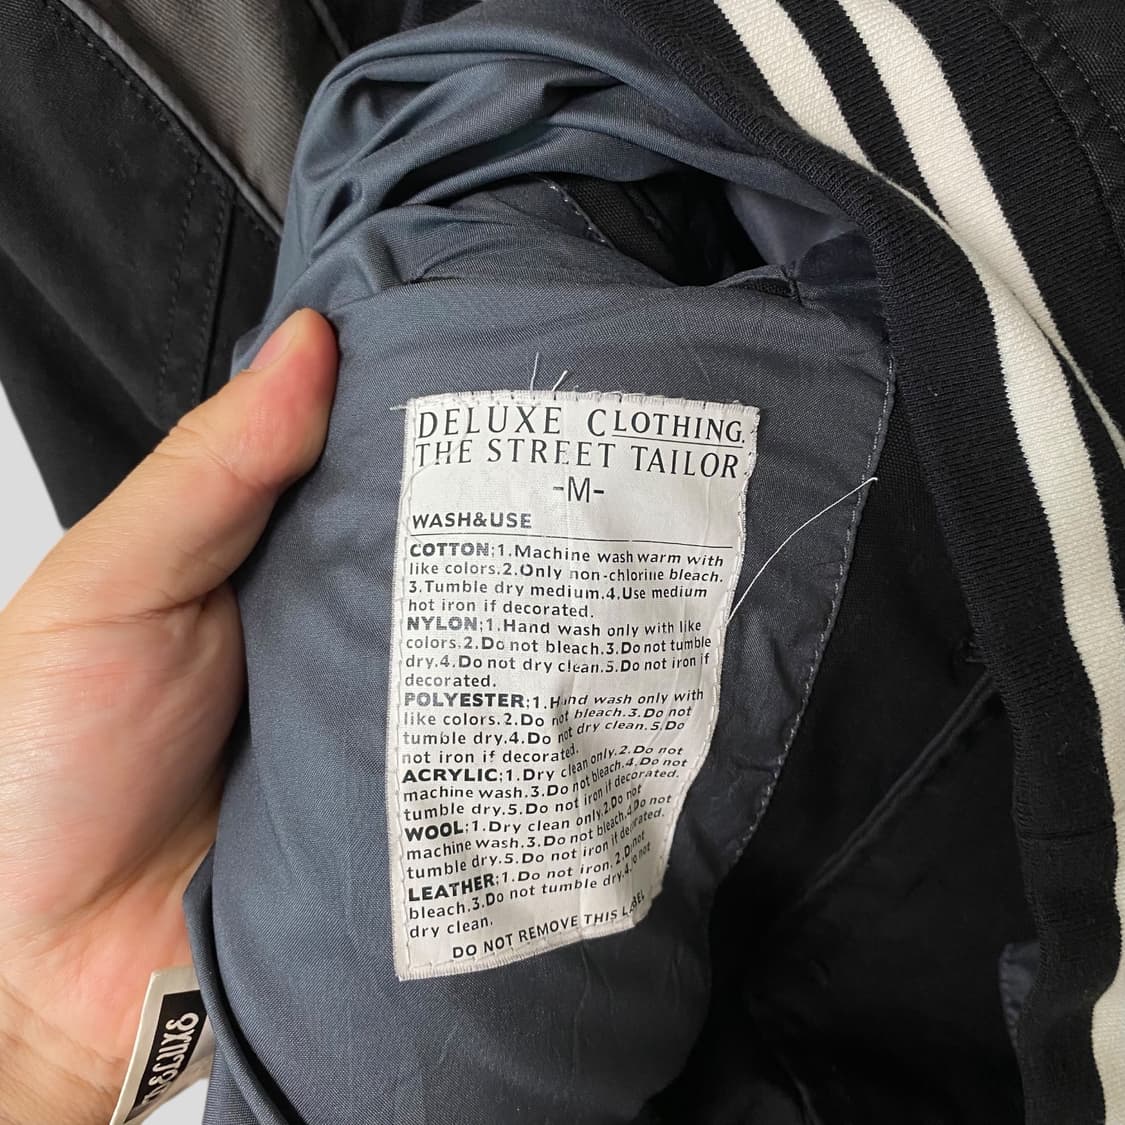 DELUXE CLOTHING.
THE STREET TAILOR
-M-
WASH&USE
COTTON:1.Machine wash warm with
like colors.2.Only non-chlorine bleach.
3.Tumble dry medium.4.Use medium
hot iron if decorated.
NYLON:1.Hand wash only with like
colors.2.Do not bleach.3.Do not tumble
dry.4.Do not dry clean.5.Do not iron if
decorated.
POLYESTER:1.Hand wash only with
like colors.2.Do not bleach.3.Do not
tumble dry.4.Do not dry clean.5.Do
not iron if decorated.
ACRYLIC:1.Dry clean only.2.Do not
machine wash.3.Do not bleach.4.Do not
tumble dry.5.Do not iron if decorated.
WOOL:1.Dry clean only.2.Do not
machine wash.3.Do not bleach.4.Do not
tumble dry.5.Do not iron if decorated.
LEATHER:1.Do not iron.2.Do not
bleach.3.Do not tumble dry.4.Do not
dry clean.
DO NOT REMOVE THIS LABEL
DELUXE